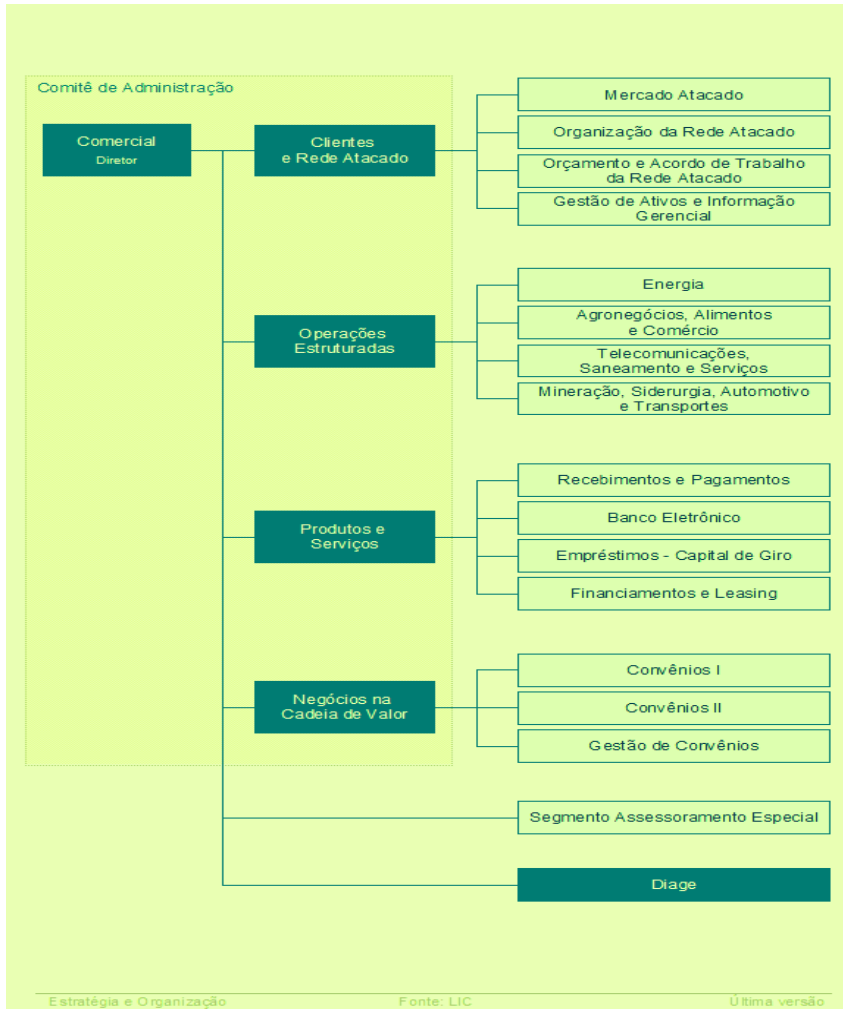 Comitê de Administração
Comercial
Diretor
Clientes
e Rede Atacado
Mercado Atacado
Organização da Rede Atacado
Orçamento e Acordo de Trabalho
da Rede Atacado
Gestão de Ativos e Informação
Gerencial
Operações
Estruturadas
Energia
Agronegócios, Alimentos
e Comércio
Telecomunicações,
Saneamento e Serviços
Mineração, Siderurgia, Automotivo
e Transportes
Produtos e
Serviços
Recebimentos e Pagamentos
Banco Eletrônico
Empréstimos - Capital de Giro
Financiamentos e Leasing
Negócios na
Cadeia de Valor
Convênios I
Convênios II
Gestão de Convênios
Segmento Assessoramento Especial
Diage
Estratégia e Organização
Fonte: LIC
Última versão